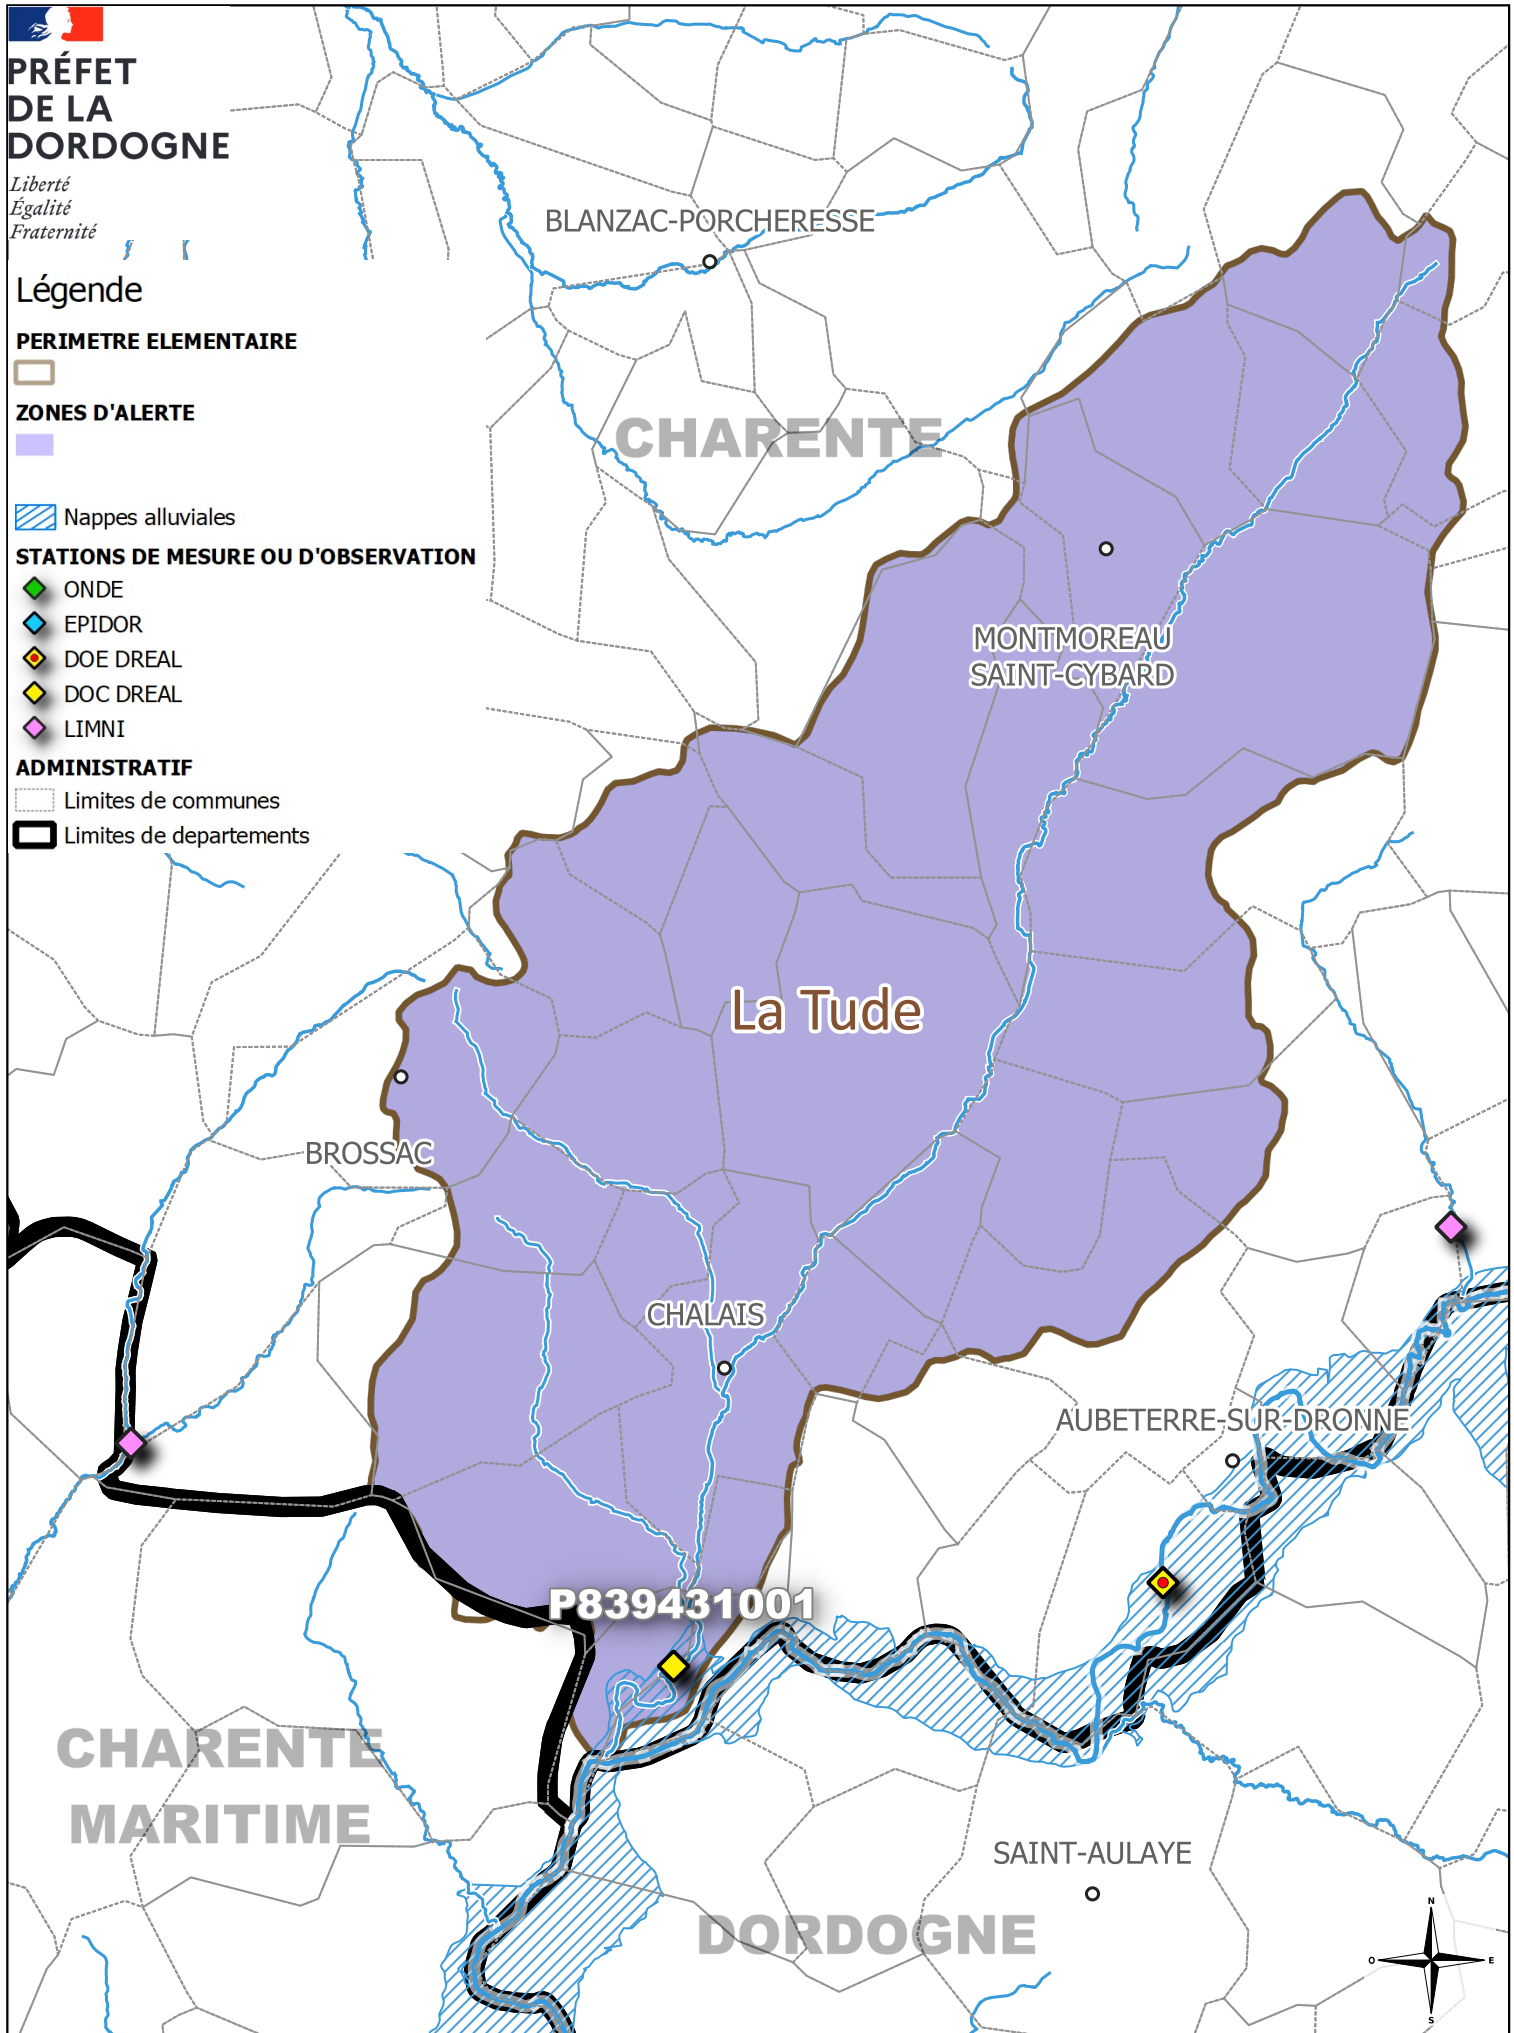 PRÉFET
DE LA
DORDOGNE
Liberté
Égalité
Fraternité
Légende
PERIMETRE ELEMENTAIRE
ZONES D'ALERTE
Nappes alluviales
STATIONS DE MESURE OU D'OBSERVATION
ONDE
EPIDOR
DOE DREAL
DOC DREAL
LIMNI
ADMINISTRATIF
Limites de communes
Limites de departements
BLANZAC-PORCHERESSE
CHARENTE
MONTMOREAU
SAINT-CYBARD
La Tude
BROSSAC
CHALAIS
AUBETERRE-SUR-DRONNE
P839431001
CHARENTE
MARITIME
SAINT-AULAYE
DORDOGNE
N
O
E
S